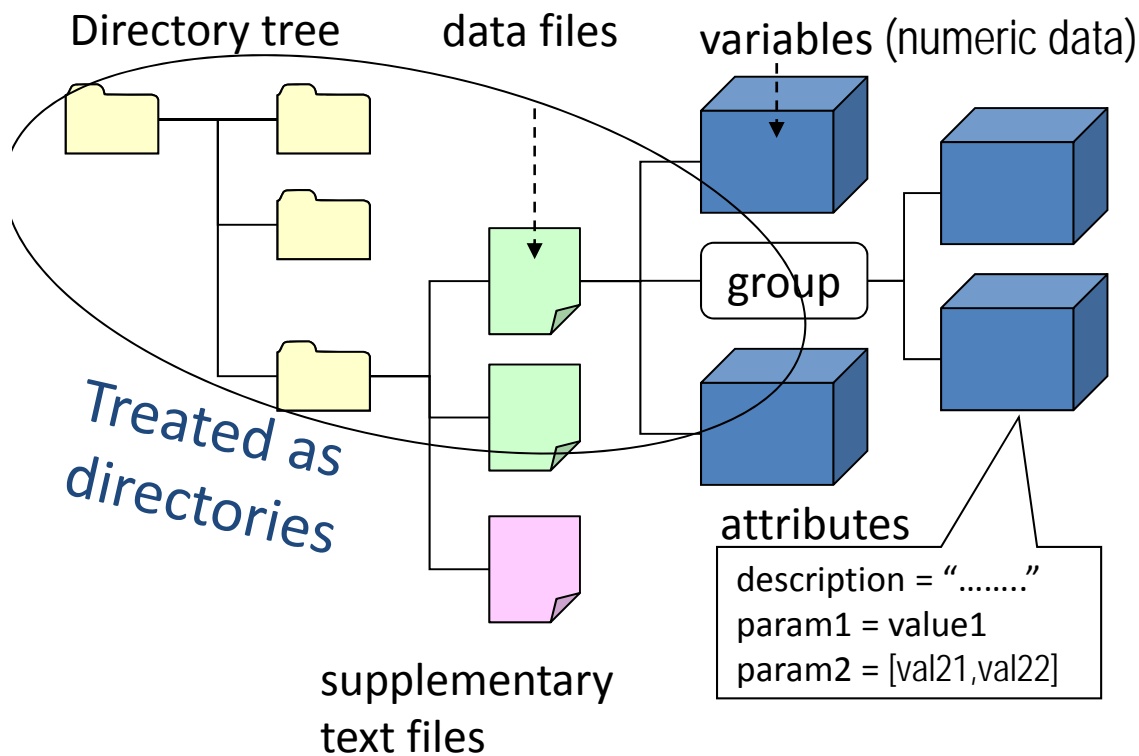 Directory tree
data files
variables (numeric data)
group
Treated as
directories
attributes
description = “........”
param1 = value1
param2 = [val21,val22]
supplementary
text files